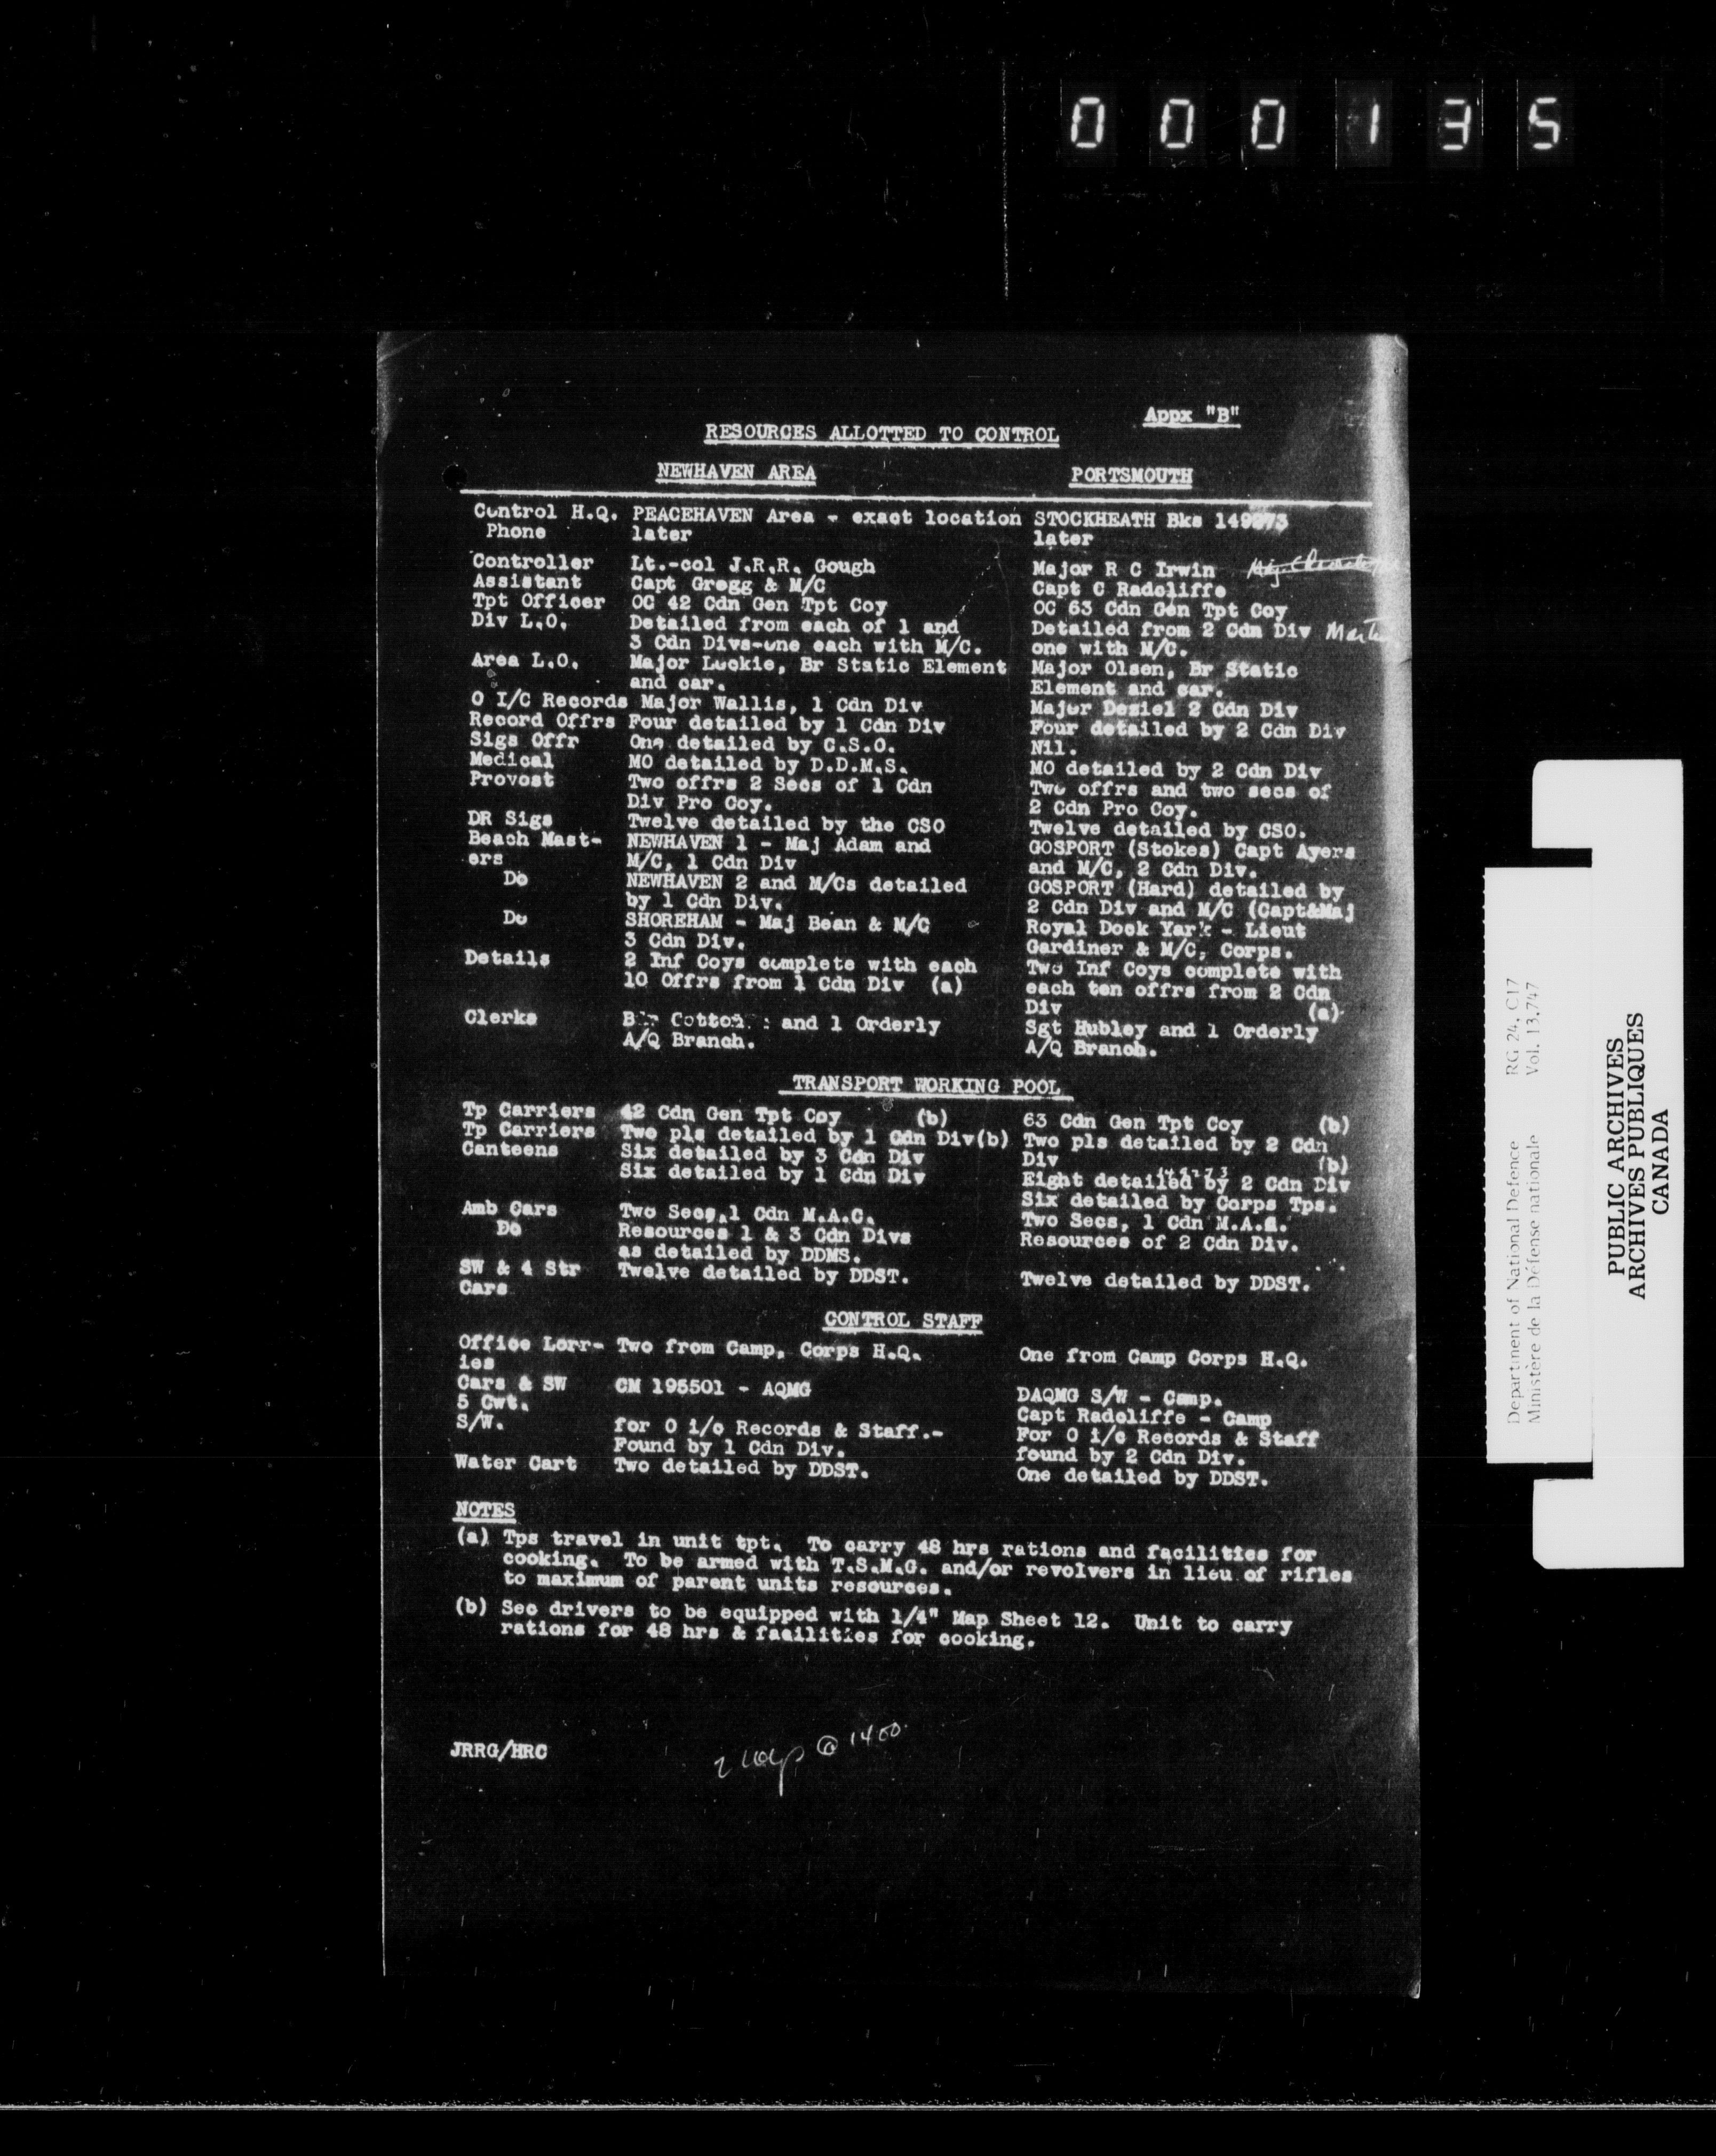 000135
Appx "B"
RESOURCES ALLOTTED TO CONTROL
NEWHAVEN AREA PORTSMOUTH
Control H.Q. PEACEHAVEN Area - exact location STOCKHEATH Bks
Phone later later
Controller Lt.-col J.R.R. Gough Major R C Irwin
Assistant Capt Gregg & M/C Capt C Radcliffe
Tpt Officer OC 42 Cdn Gen Tpt Coy OC 63 Cdn Gen Tpt Coy
Div L.O. Detailed from each of 1 and Detailed from 2 Cdn Div
3 Cdn Divs-one each with M/C. one with M/C.
Area L.O. Major Luckie, Br Static Element Major Olsen, Br Static
and car. Element and car.
O I/C Records Major Wallis, 1 Cdn Div Major Deziel 2 Cdn Div
Record Offrs Four detailed by 1 Cdn Div Four detailed by 2 Cdn Div
Sigs Offr One detailed by C.S.O. Nil.
Medical MO detailed by D.D.M.S. MO detailed by 2 Cdn Div
Provost Two offrs 2 Secs of 1 Cdn Two offrs and two secs of
Div Pro Coy. 2 Cdn Pro Coy.
DR Sigs Twelve detailed by the CSO Twelve detailed by CSO.
Beach Mast- NEWHAVEN 1 - Maj Adam and GOSPORT (Stokes) Capt Ayers
ers M/C, 1 Cdn Div and M/C, 2 Cdn Div.
Do NEWHAVEN 2 and M/Cs detailed GOSPORT (Hard) detailed by
by 1 Cdn Div. 2 Cdn Div and M/C (Capt&Maj
Do SHOREHAM - Maj Bean & M/C Royal Dock Yark - Lieut
3 Cdn Div. Gardiner & M/C, Corps.
Details 2 Inf Coys complete with each Two Inf Coys complete with
10 Offrs from 1 Cdn Div (a) each ten offrs from 2 Cdn
Div (a)
Clerks Cotton and 1 Orderly Sgt Hubley and 1 Orderly
A/Q Branch. A/Q Branch.
TRANSPORT WORKING POOL
Tp Carriers 42 Cdn Gen Tpt Coy (b) 63 Cdn Gen Tpt Coy (b)
Tp Carriers Two pls detailed by 1 Cdn Div(b) Two pls detailed by 2 Cdn
Div (b)
Canteens Six detailed by 3 Cdn Div Eight detailed by 2 Cdn Div
Six detailed by 1 Cdn Div Six detailed by Corps Tps.
Amb Cars Two Secs,1 Cdn M.A.C. Two Secs, 1 Cdn M.A.C.
Do Resources 1 & 3 Cdn Divs Resources of 2 Cdn Div.
as detailed by DDMS.
SW & 4 Str Twelve detailed by DDST. Twelve detailed by DDST.
Cars
CONTROL STAFF
Office Lorr- Two from Camp, Corps H.Q. One from Camp Corps H.Q.
ies
Cars & SW CM 195501 - AQMG DAQMG S/W - Camp.
5 Cwt. Capt Radcliffe - Camp
S/W. for O i/c Records & Staff.- For O i/c Records & Staff
Found by 1 Cdn Div. found by 2 Cdn Div.
Water Cart Two detailed by DDST. One detailed by DDST.
NOTES
(a) Tps travel in unit tpt. To carry 48 hrs rations and facilities for
cooking. To be armed with T.S.M.G. and/or revolvers in lieu of rifles
to maximum of parent units resources.
(b) Sec drivers to be equipped with 1/4" Map Sheet 12. Unit to carry
rations for 48 hrs & faailities for cooking.
JRRG/HRC
@ 1400
Department of National Defence RG 24, C17
Ministère de la Défense nationale Vol. 13,747
PUBLIC ARCHIVES
ARCHIVES PUBLIQUES
CANADA